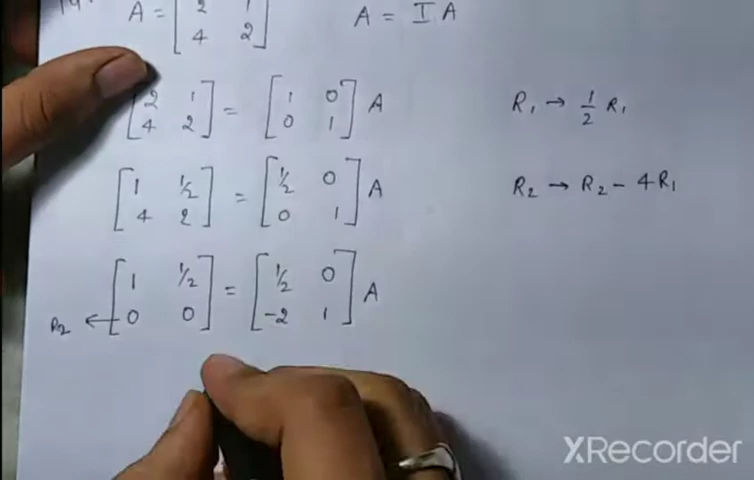 A = [2 1
4 2] A = I A
[2 1
4 2] = [1 0
0 1] A R₁ → 1/2 R₁
[1 1/2
4 2] = [1/2 0
0 1] A R₂ → R₂ - 4R₁
[1 1/2
R₂ ← 0 0] = [1/2 0
-2 1] A
XRecorder